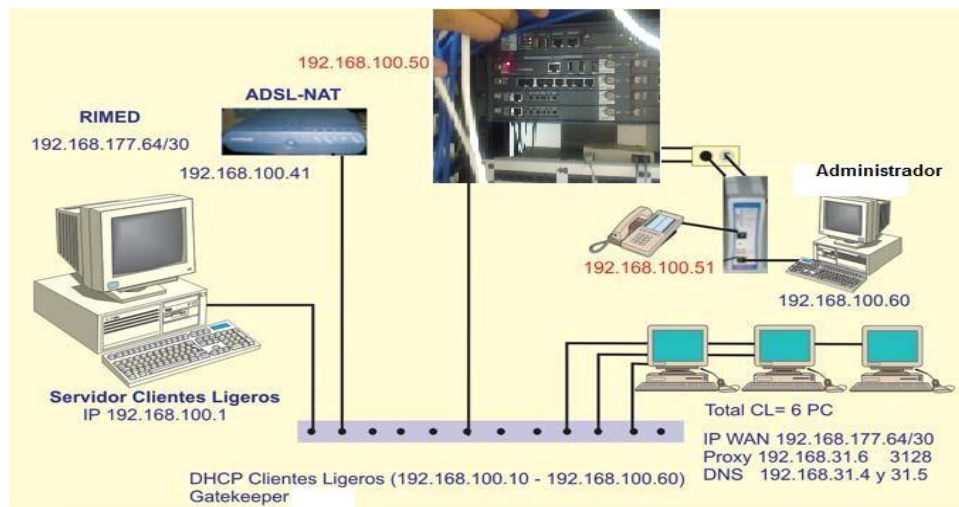 192.168.100.50
ADSL-NAT
RIMED
192.168.177.64/30
192.168.100.41
Administrador
192.168.100.51
192.168.100.60
Servidor Clientes Ligeros
IP 192.168.100.1
Total CL= 6 PC
IP WAN 192.168.177.64/30
Proxy 192.168.31.6 3128
DNS 192.168.31.4 y 31.5
DHCP Clientes Ligeros (192.168.100.10 - 192.168.100.60)
Gatekeeper